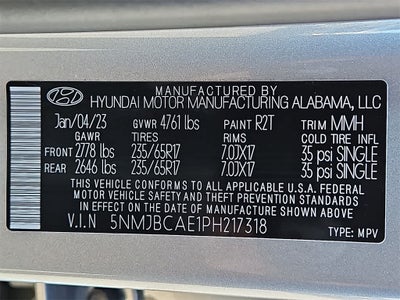 MANUFACTURED BY
HYUNDAI MOTOR MANUFACTURING ALABAMA, LLC
Jan/04/23 GVWR 4761 lbs PAINT R2T TRIM MMH
GAWR TIRES RIMS COLD TIRE INFL
FRONT 2778 lbs 235/65R17 7.0JX17 35 psi SINGLE
REAR 2646 lbs 235/65R17 7.0JX17 35 psi SINGLE
THIS VEHICLE CONFORMS TO ALL APPLICABLE U.S.A. FEDERAL
MOTOR VEHICLE SAFETY AND THEFT PREVENTION STANDARDS
IN EFFECT ON THE DATE OF MANUFACTURE SHOWN ABOVE.
V.I.N 5NMJBCAE1PH217318 TYPE: MPV